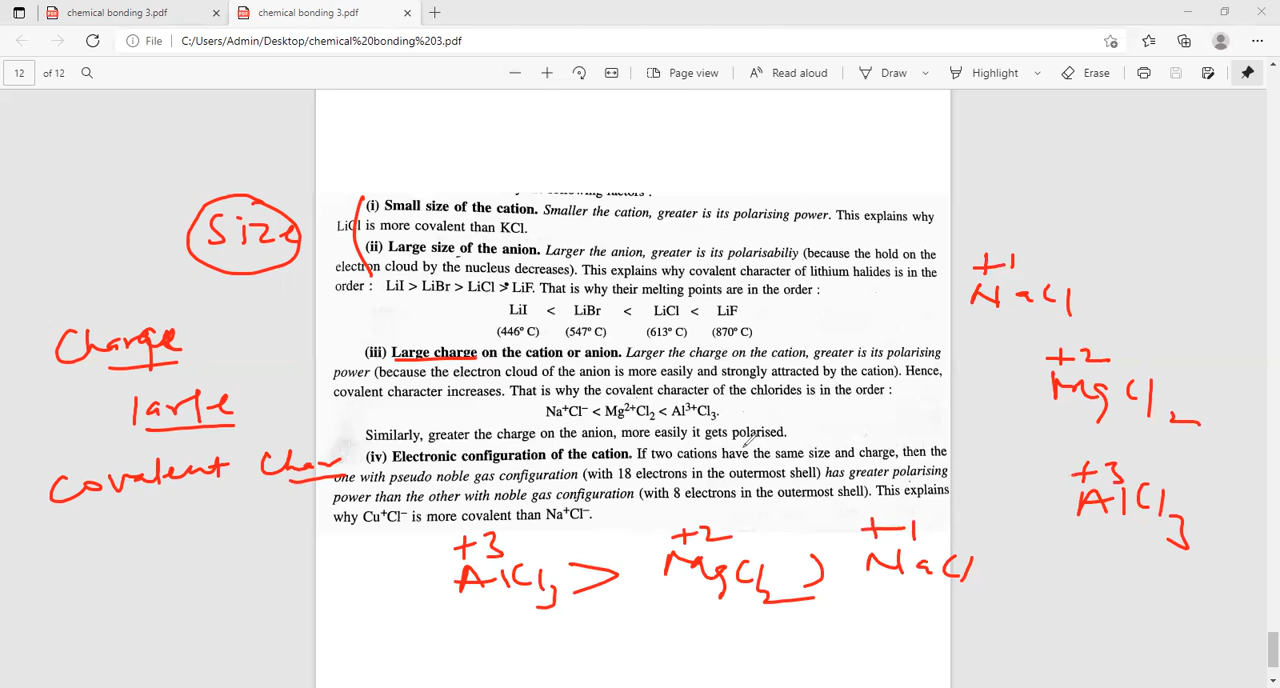 chemical bonding 3.pdf
chemical bonding 3.pdf
File C:/Users/Admin/Desktop/chemical%20bonding%203.pdf
12 of 12
Page view
Read aloud
Draw
Highlight
Erase
(i) Small size of the cation. Smaller the cation, greater is its polarising power. This explains why
LiCl is more covalent than KCl.
(ii) Large size of the anion. Larger the anion, greater is its polarisabiliy (because the hold on the
electron cloud by the nucleus decreases). This explains why covalent character of lithium halides is in the
order : LiI > LiBr > LiCl > LiF. That is why their melting points are in the order :
LiI < LiBr < LiCl < LiF
(446° C) (547° C) (613° C) (870° C)
(iii) Large charge on the cation or anion. Larger the charge on the cation, greater is its polarising
power (because the electron cloud of the anion is more easily and strongly attracted by the cation). Hence,
covalent character increases. That is why the covalent character of the chlorides is in the order :
Na⁺Cl⁻ < Mg²⁺Cl₂ < Al³⁺Cl₃.
Similarly, greater the charge on the anion, more easily it gets polarised.
(iv) Electronic configuration of the cation. If two cations have the same size and charge, then the
one with pseudo noble gas configuration (with 18 electrons in the outermost shell) has greater polarising
power than the other with noble gas configuration (with 8 electrons in the outermost shell). This explains
why Cu⁺Cl⁻ is more covalent than Na⁺Cl⁻.
Size
Charge
large
covalent char
+1
NaCl
+2
MgCl2
+3
AlCl3
+3 +2 +1
AlCl3 > MgCl2 > NaCl